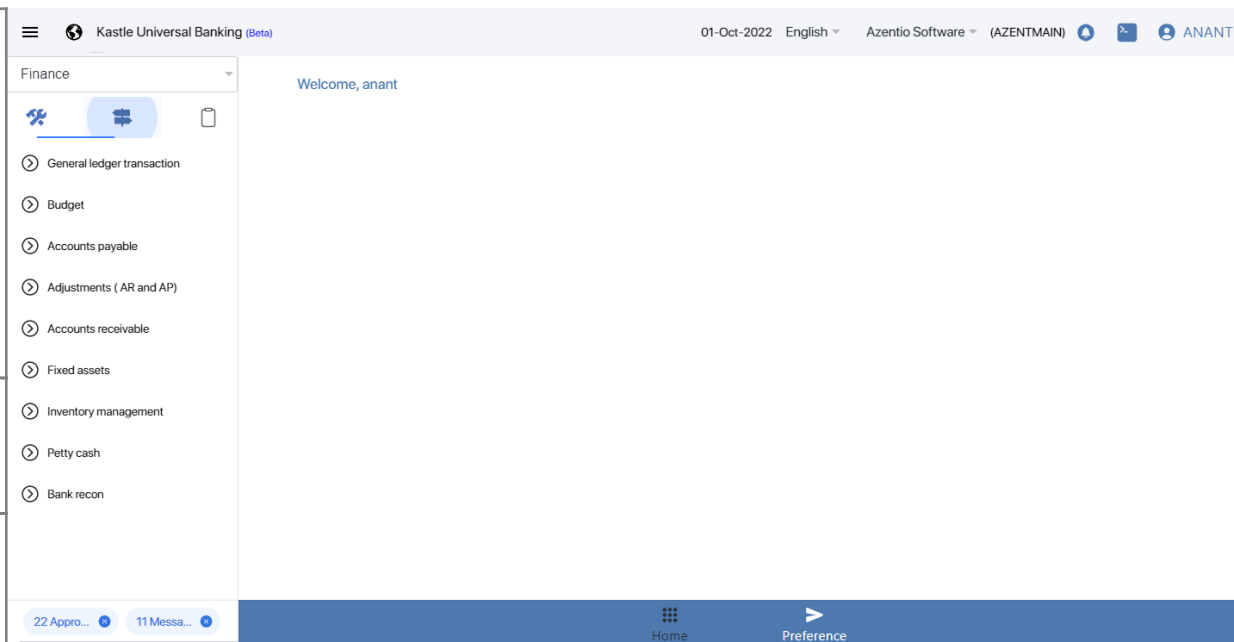 Kastle Universal Banking (Beta) 01-Oct-2022 English Azentio Software (AZENTMAIN) ANANT
Finance
Welcome, anant
General ledger transaction
Budget
Accounts payable
Adjustments ( AR and AP)
Accounts receivable
Fixed assets
Inventory management
Petty cash
Bank recon
22 Appro... 11 Messa...
Home Preference